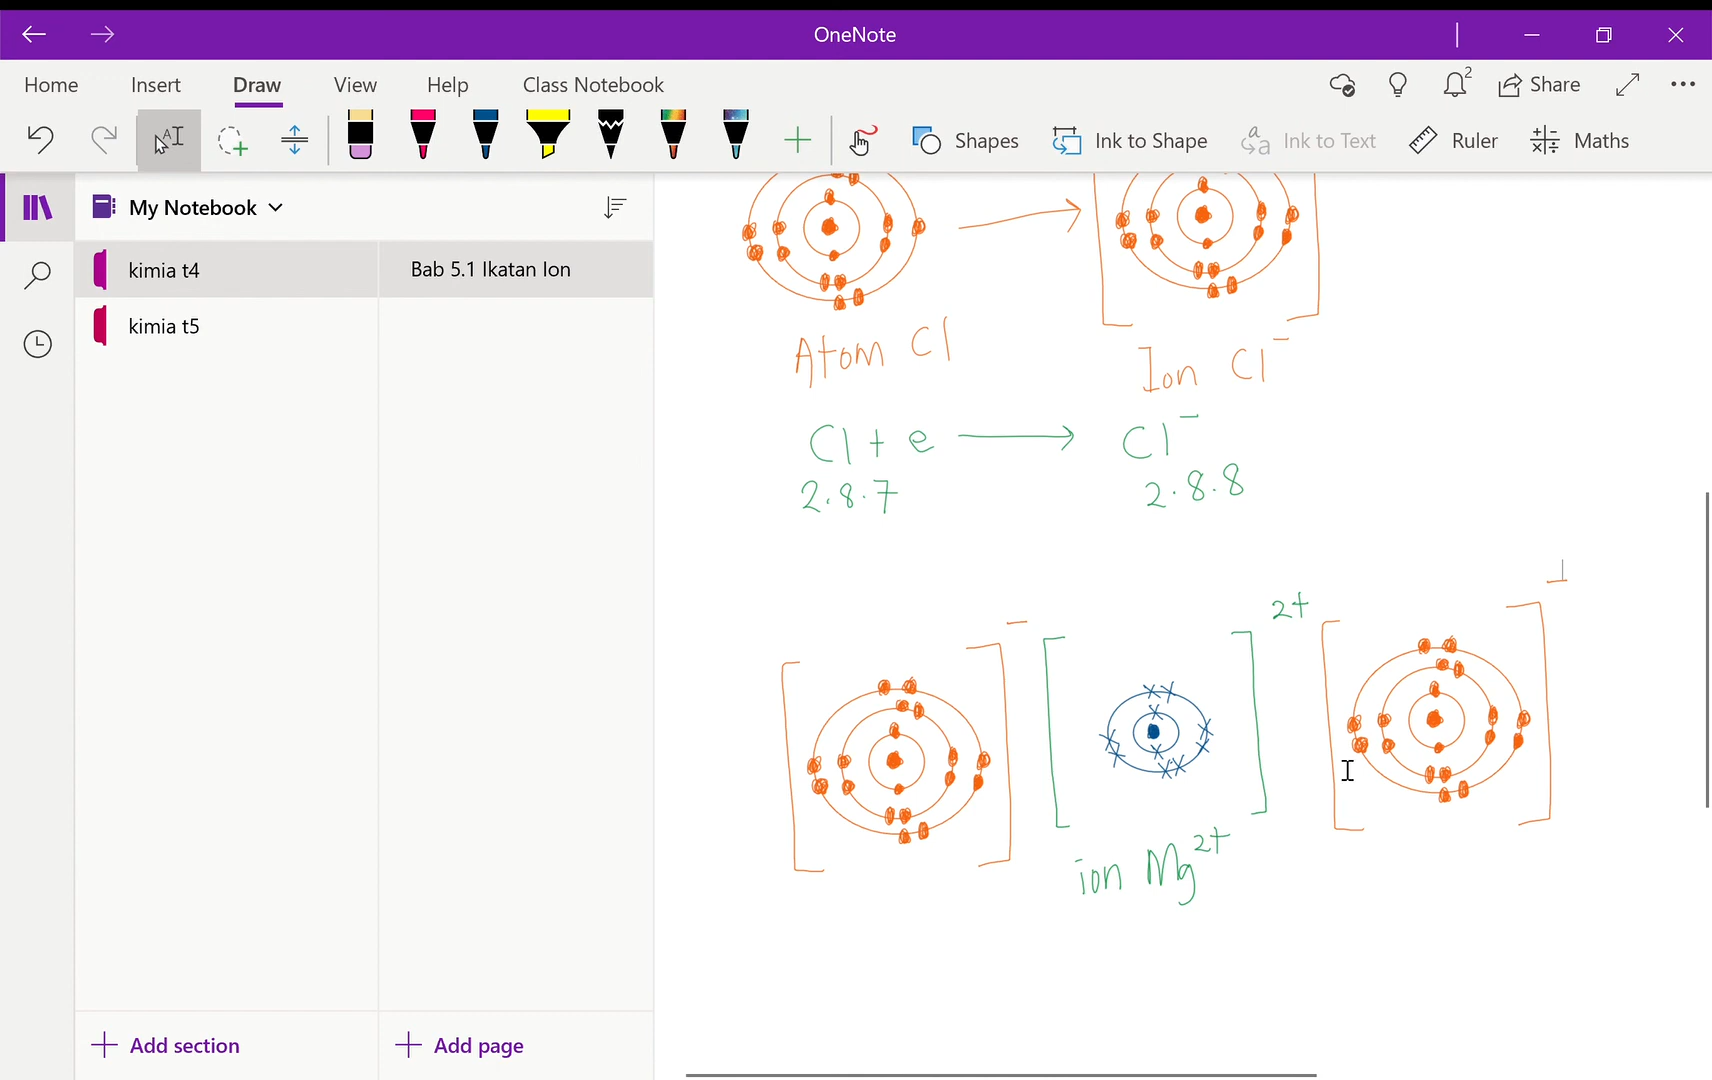 OneNote
Home Insert Draw View Help Class Notebook 2 Share
Shapes Ink to Shape Ink to Text Ruler Maths
My Notebook
kimia t4
Bab 5.1 Ikatan Ion
kimia t5
Atom Cl
Ion Cl⁻
Cl + e ⟶ Cl⁻
2.8.7 2.8.8
⁻ 2+
ion Mg²⁺
Add section
Add page